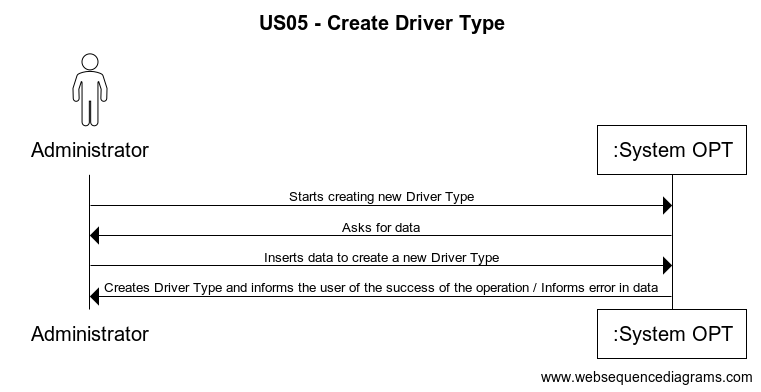 US05 - Create Driver Type
Administrator
:System OPT
Starts creating new Driver Type
Asks for data
Inserts data to create a new Driver Type
Creates Driver Type and informs the user of the success of the operation / Informs error in data
Administrator
:System OPT
www.websequencediagrams.com